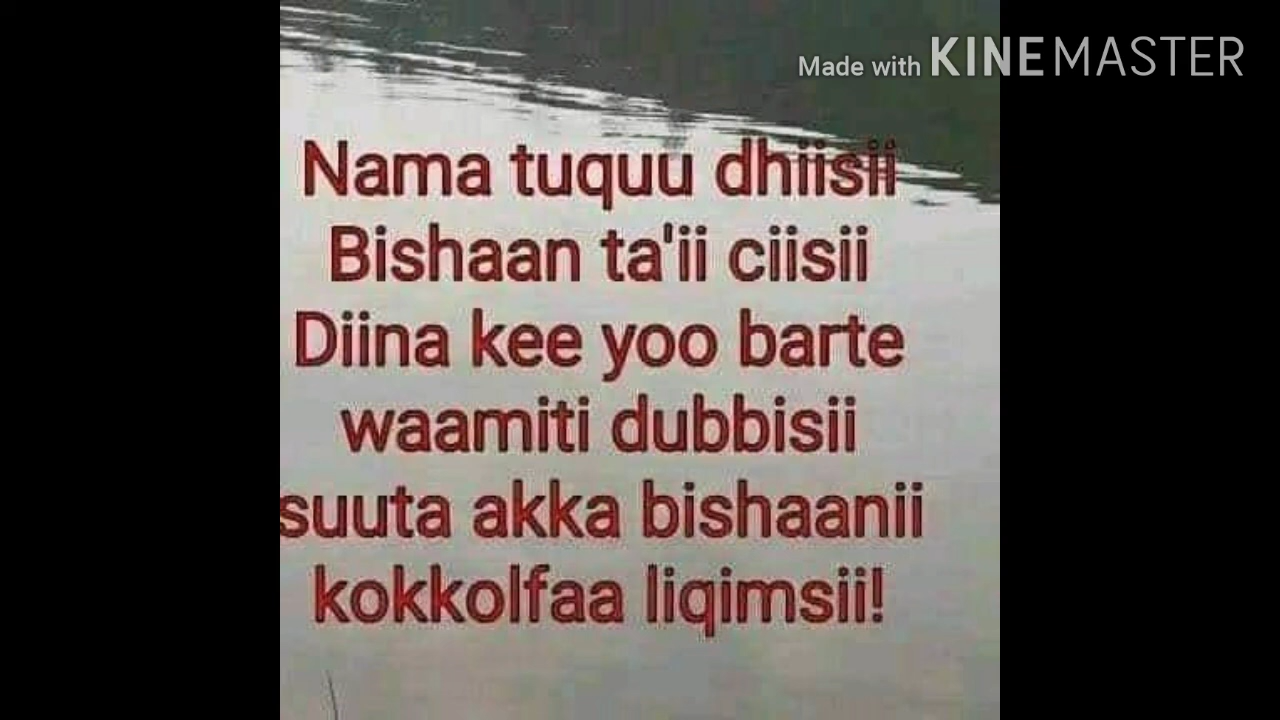 Made with KINEMASTER
Nama tuquu dhiisii
Bishaan ta'ii ciisii
Diina kee yoo barte
waamiti dubbisii
suuta akka bishaanii
kokkolfaa liqimsii!